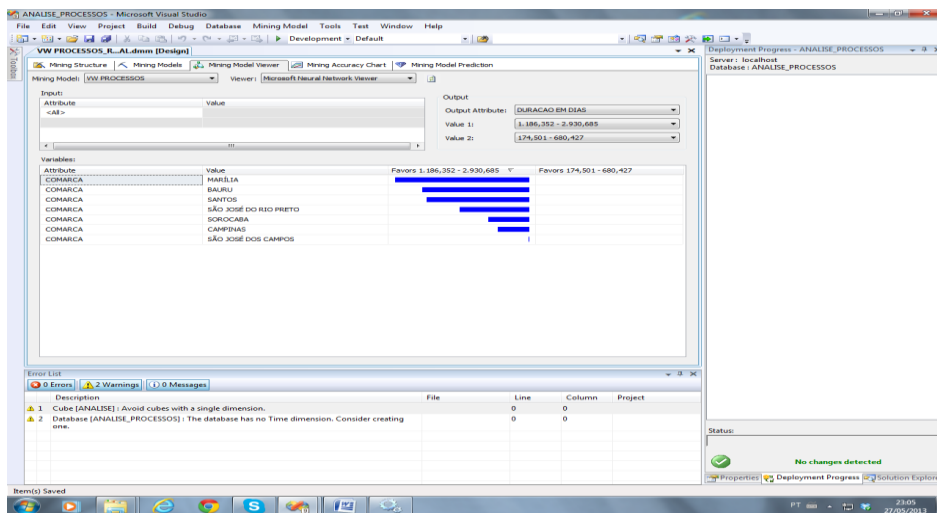 ANALISE_PROCESSOS - Microsoft Visual Studio
File Edit View Project Build Debug Database Mining Model Tools Text Window Help
Development Default
Toolbox
VW PROCESSOS_R...AL.dmm [Design]
Mining Structure Mining Models Mining Model Viewer Mining Accuracy Chart Mining Model Prediction
Mining Model: VW PROCESSOS Viewer: Microsoft Neural Network Viewer
Input:
Attribute Value
<All>
Output
Output Attribute: DURACAO EM DIAS
Value 1: 1.186,352 - 2.930,685
Value 2: 174,501 - 680,427
Variables:
Attribute Value Favors 1.186,352 - 2.930,685 Favors 174,501 - 680,427
COMARCA MARÍLIA
COMARCA BAURU
COMARCA SANTOS
COMARCA SÃO JOSÉ DO RIO PRETO
COMARCA SOROCABA
COMARCA CAMPINAS
COMARCA SÃO JOSÉ DOS CAMPOS
Error List
0 Errors 2 Warnings 0 Messages
Description File Line Column Project
1 Cube [ANALISE] : Avoid cubes with a single dimension. 0 0
2 Database [ANALISE_PROCESSOS] : The database has no Time dimension. Consider creating one. 0 0
Deployment Progress - ANALISE_PROCESSOS
Server : localhost
Database : ANALISE_PROCESSOS
Status:
No changes detected
Properties Deployment Progress Solution Explore
Item(s) Saved
PT
23:05
27/05/2013